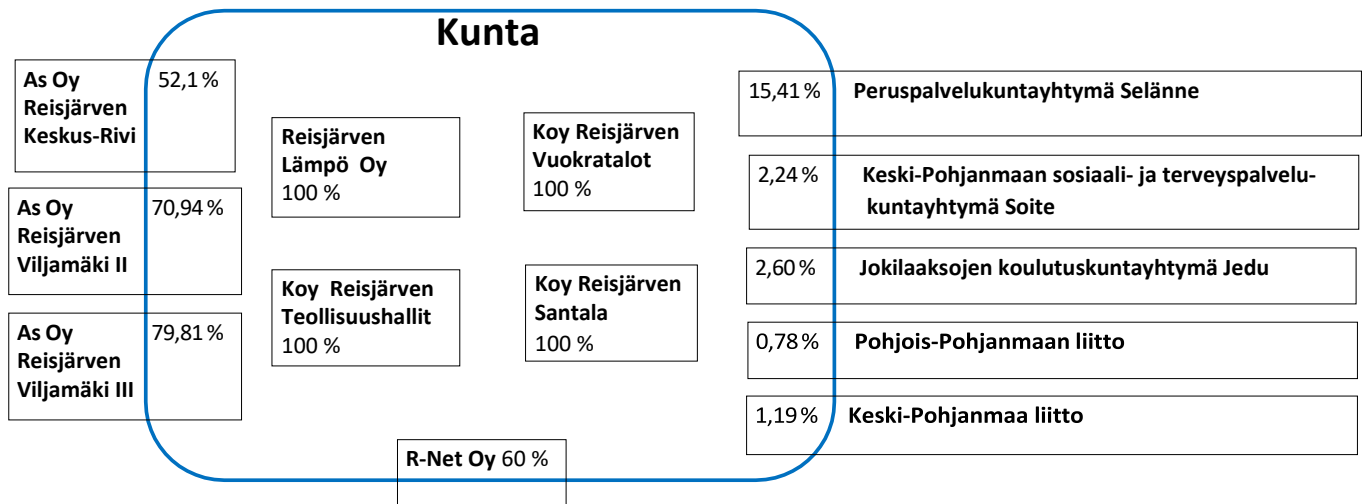 Kunta
As Oy 52,1 %
Reisjärven
Keskus-Rivi
As Oy 70,94 %
Reisjärven
Viljamäki II
As Oy 79,81 %
Reisjärven
Viljamäki III
Reisjärven
Lämpö Oy
100 %
Koy Reisjärven
Vuokratalot
100 %
Koy Reisjärven
Teollisuushallit
100 %
Koy Reisjärven
Santala
100 %
R-Net Oy 60 %
15,41 % Peruspalvelukuntayhtymä Selänne
2,24 % Keski-Pohjanmaan sosiaali- ja terveyspalvelu-
kuntayhtymä Soite
2,60 % Jokilaaksojen koulutuskuntayhtymä Jedu
0,78 % Pohjois-Pohjanmaan liitto
1,19 % Keski-Pohjanmaa liitto